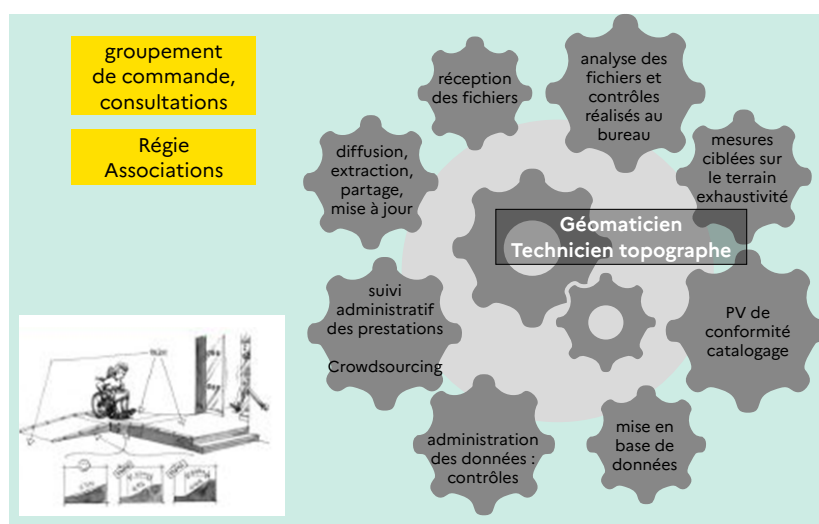 groupement
de commande,
consultations
Régie
Associations
réception
des fichiers
analyse des
fichiers et
contrôles
réalisés au
bureau
mesures
ciblées sur
le terrain
exhaustivité
diffusion,
extraction,
partage,
mise à jour
Géomaticien
Technicien topographe
suivi
administratif
des prestations
Crowdsourcing
PV de
conformité
catalogage
administration
des données :
contrôles
mise en
base de
données